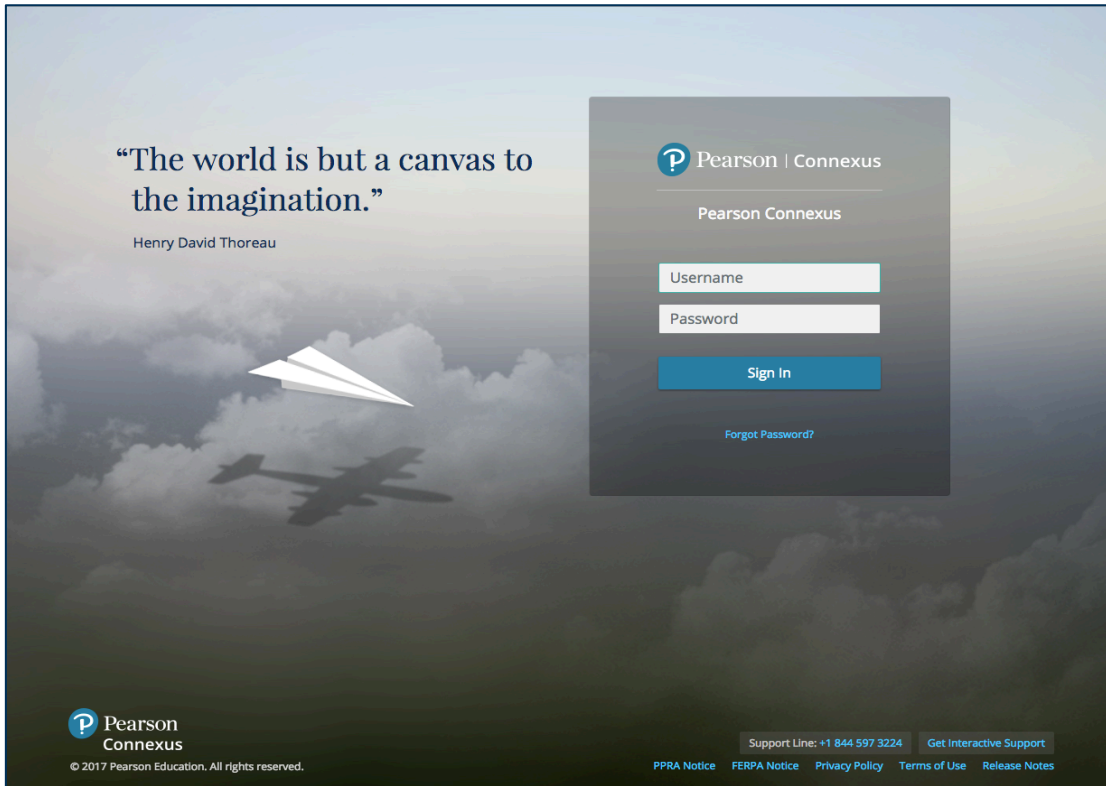 “The world is but a canvas to
the imagination.”
Henry David Thoreau
Pearson | Connexus
Pearson Connexus
Username
Password
Sign In
Forgot Password?
Pearson
Connexus
© 2017 Pearson Education. All rights reserved.
Support Line: +1 844 597 3224 Get Interactive Support
PPRA Notice FERPA Notice Privacy Policy Terms of Use Release Notes